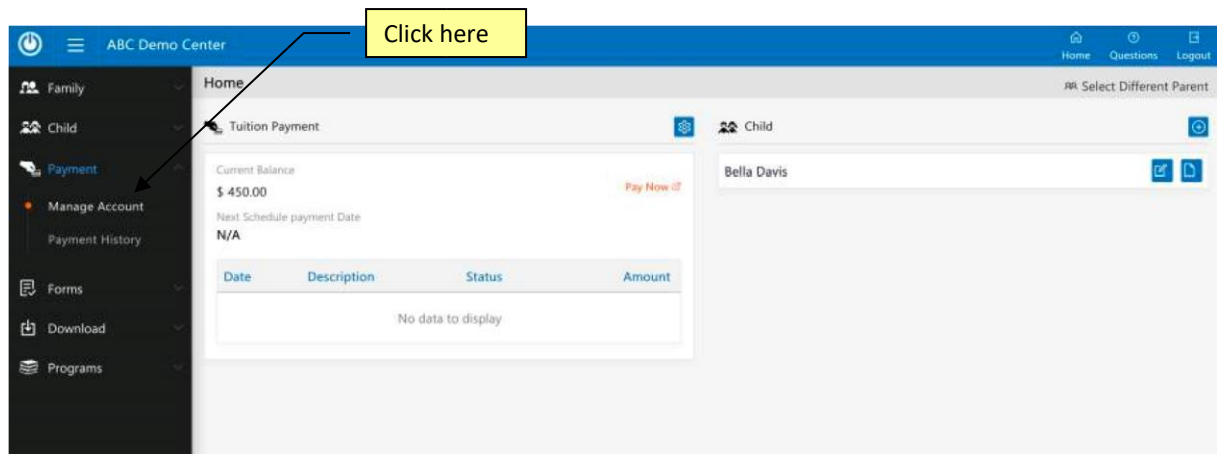 Click here
ABC Demo Center
Home Questions Logout
Family
Child
Payment
Manage Account
Payment History
Forms
Download
Programs
Home
Select Different Parent
Tuition Payment
Current Balance
$ 450.00
Pay Now
Next Schedule payment Date
N/A
Date Description Status Amount
No data to display
Child
Bella Davis